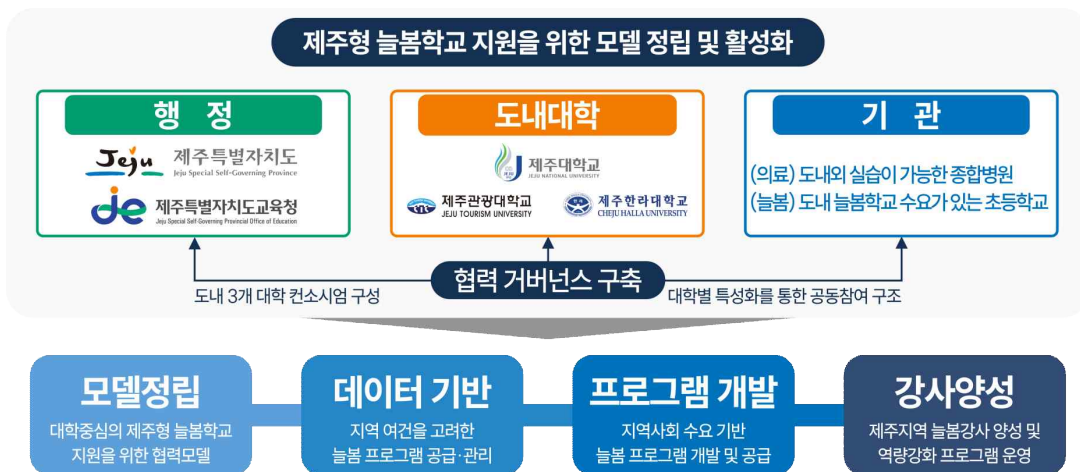 제주형 늘봄학교 지원을 위한 모델 정립 및 활성화
행 정
Jeju 제주특별자치도
Jeju Special Self-Governing Province
je 제주특별자치도교육청
Jeju Special Self-Governing Provincial Office of Education
도내대학
제주대학교
JEJU NATIONAL UNIVERSITY
제주관광대학교
JEJU TOURISM UNIVERSITY
제주한라대학교
CHEJU HALLA UNIVERSITY
기 관
(의료) 도내외 실습이 가능한 종합병원
(늘봄) 도내 늘봄학교 수요가 있는 초등학교
협력 거버넌스 구축
도내 3개 대학 컨소시엄 구성
대학별 특성화를 통한 공동참여 구조
모델정립
대학중심의 제주형 늘봄학교
지원을 위한 협력모델
데이터 기반
지역 여건을 고려한
늘봄 프로그램 공급·관리
프로그램 개발
지역사회 수요 기반
늘봄 프로그램 개발 및 공급
강사양성
제주지역 늘봄강사 양성 및
역량강화 프로그램 운영